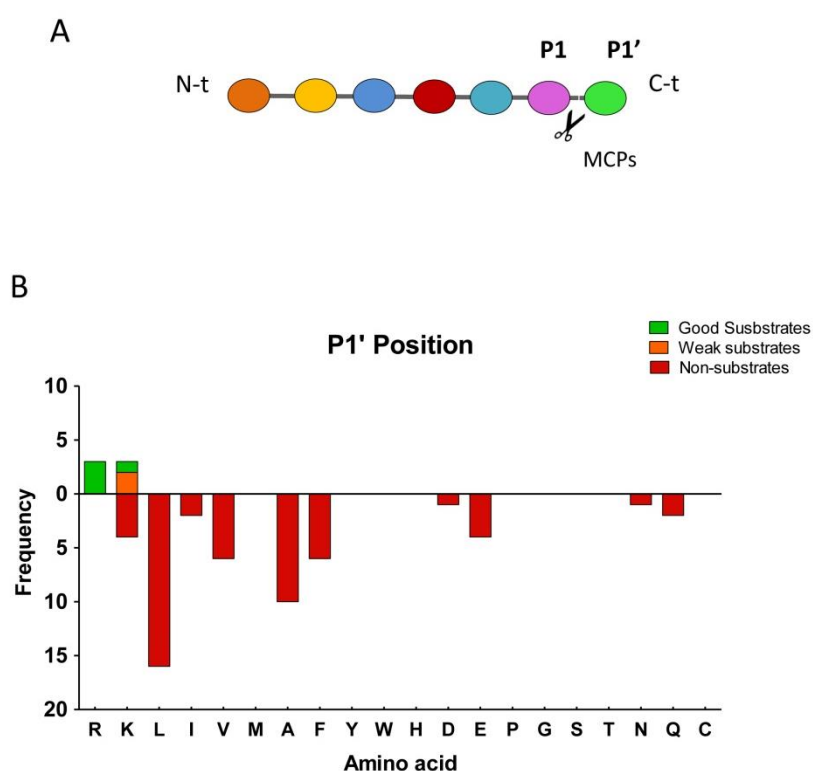 A
P1 P1’
N-t C-t
MCPs
B
P1' Position
Good Susbstrates
Weak substrates
Non-substrates
Frequency
10
5
0
5
10
15
20
R K L I V M A F Y W H D E P G S T N Q C
Amino acid